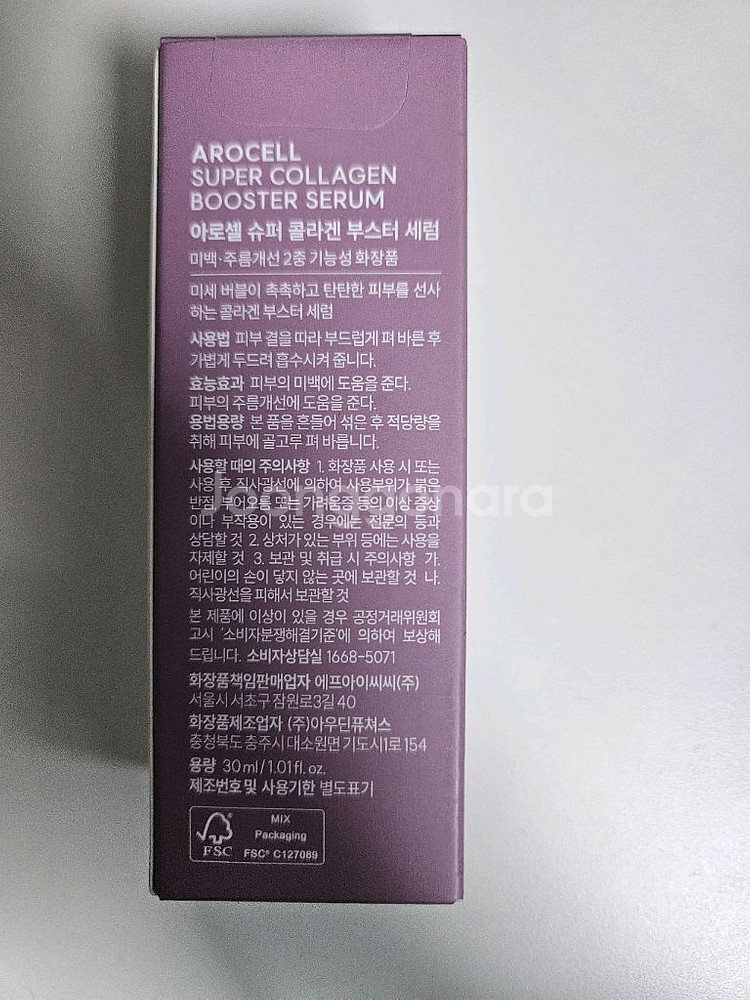 AROCELL
SUPER COLLAGEN
BOOSTER SERUM
아로셀 슈퍼 콜라겐 부스터 세럼
미백·주름개선 2중 기능성 화장품
미세 버블이 촉촉하고 탄탄한 피부를 선사
하는 콜라겐 부스터 세럼
사용법 피부 결을 따라 부드럽게 펴 바른 후
가볍게 두드려 흡수시켜 줍니다.
효능효과 피부의 미백에 도움을 준다.
피부의 주름개선에 도움을 준다.
용법용량 본 품을 흔들어 섞은 후 적당량을
취해 피부에 골고루 펴 바릅니다.
사용할 때의 주의사항 1. 화장품 사용 시 또는
사용 후 직사광선에 의하여 사용부위가 붉은
반점, 부어오름 또는 가려움증 등의 이상 증상
이나 부작용이 있는 경우에는 전문의 등과
상담할 것 2. 상처가 있는 부위 등에는 사용을
자제할 것 3. 보관 및 취급 시 주의사항 가.
어린이의 손이 닿지 않는 곳에 보관할 것 나.
직사광선을 피해서 보관할 것
본 제품에 이상이 있을 경우 공정거래위원회
고시 '소비자분쟁해결기준'에 의하여 보상해
드립니다. 소비자상담실 1668-5071
화장품책임판매업자 에프아이씨씨(주)
서울시 서초구 잠원로3길 40
화장품제조업자 (주)아우딘퓨쳐스
충청북도 충주시 대소원면 기도시1로 154
용량 30ml/1.01fl. oz.
제조번호 및 사용기한 별도표기
MIX
Packaging
FSC
FSC® C127089
Joongonara